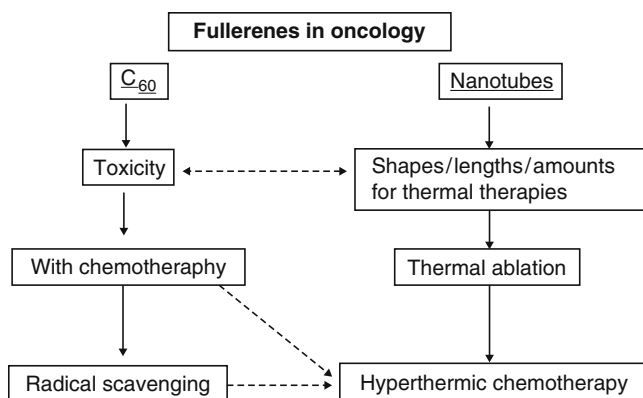 Fullerenes in oncology
C60
Nanotubes
Toxicity
Shapes/lengths/amounts
for thermal therapies
With chemotheraphy
Thermal ablation
Radical scavenging
Hyperthermic chemotherapy